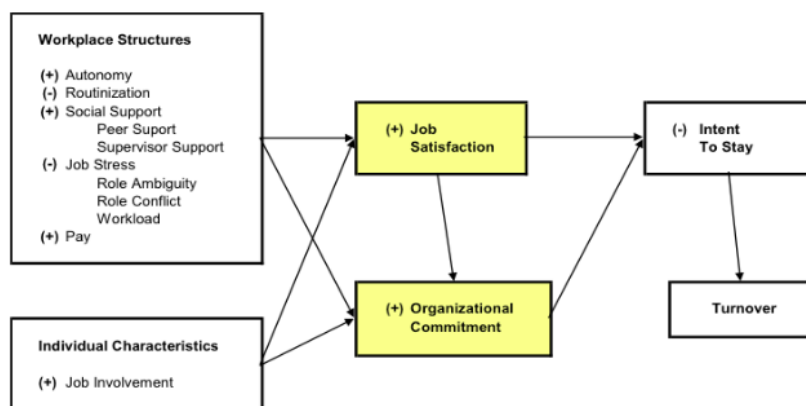 Workplace Structures
(+) Autonomy
(-) Routinization
(+) Social Support
Peer Suport
Supervisor Support
(-) Job Stress
Role Ambiguity
Role Conflict
Workload
(+) Pay
Individual Characteristics
(+) Job Involvement
(+) Job
Satisfaction
(+) Organizational
Commitment
(-) Intent
To Stay
Turnover